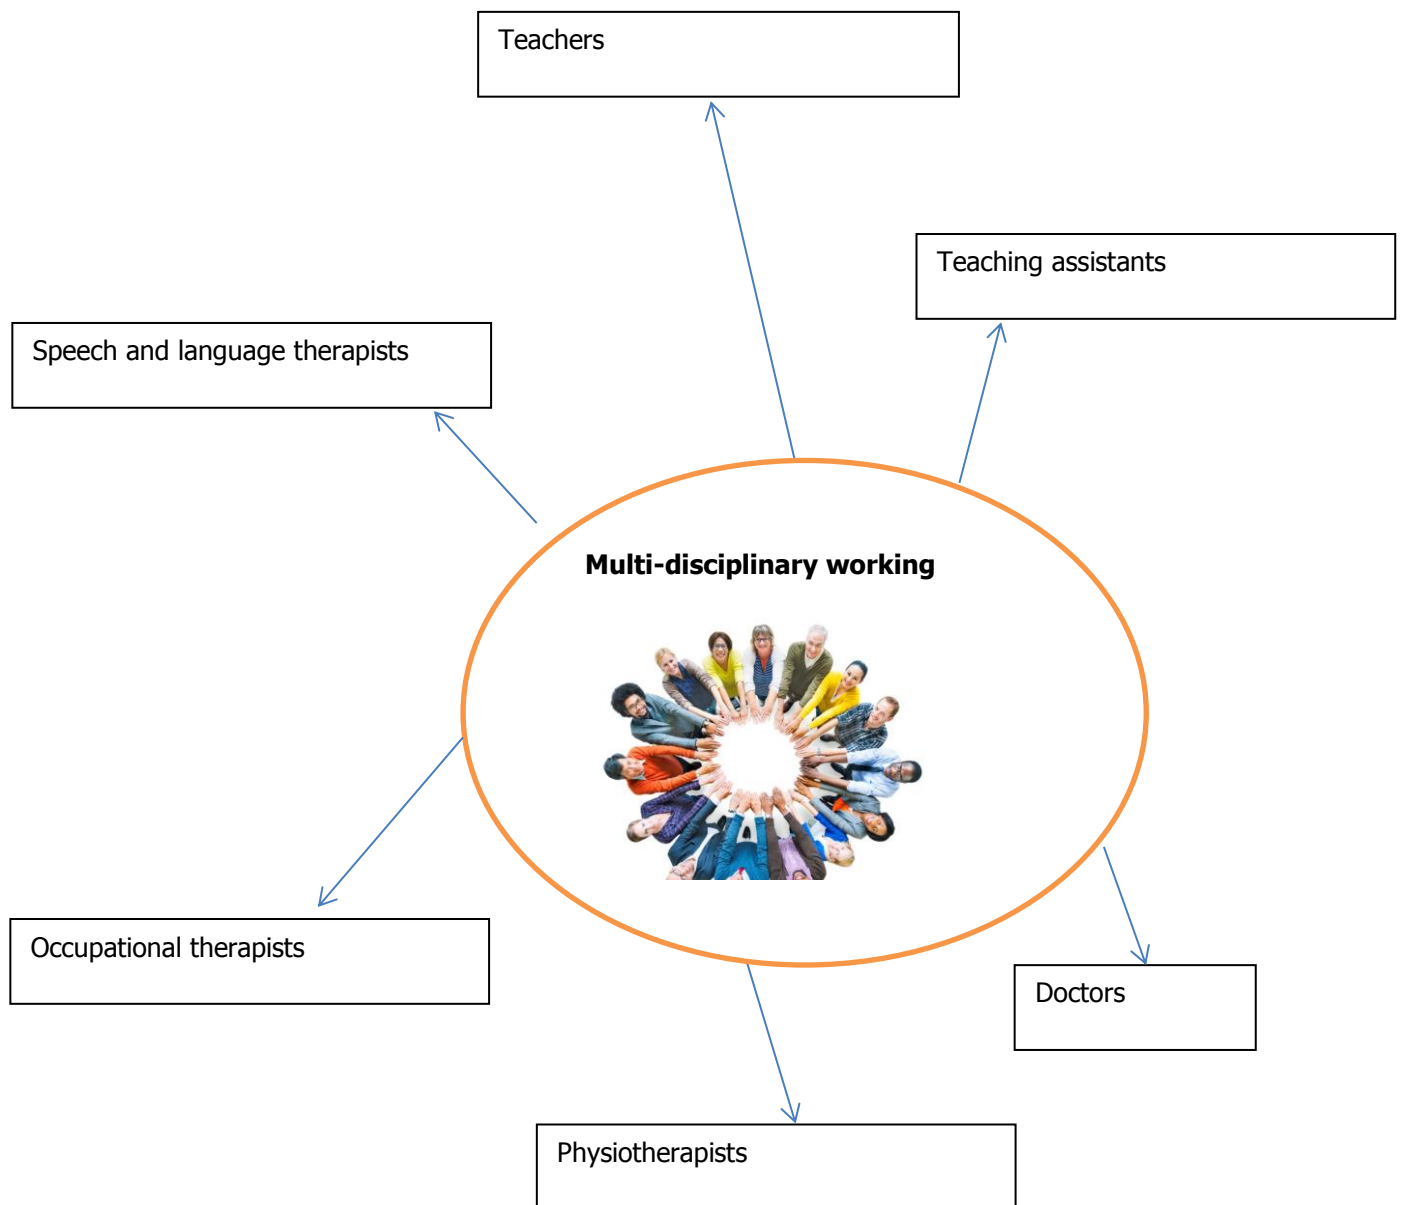 Teachers
Teaching assistants
Speech and language therapists
Multi-disciplinary working
Occupational therapists
Doctors
Physiotherapists